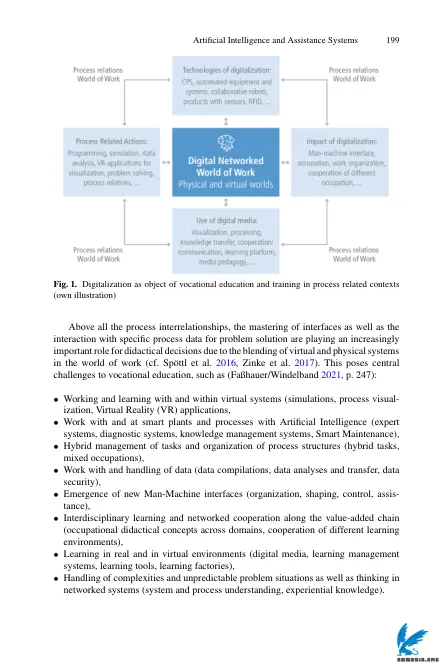 Artificial Intelligence and Assistance Systems 199
Process relations
World of Work
Technologies of digitalization:
CPS, automated equipment and
systems, collaborative robots,
products with sensors, RFID, ...
Process relations
World of Work
Process Related Actions:
Programming, simulation, data
analysis, VR-applications for
visualization, problem solving,
process relations, ...
Digital Networked
World of Work
Physical and virtual worlds
Impact of digitalization:
Man-machine interface,
occupation, work organization,
cooperation of different
occupation, ...
Process relations
World of Work
Use of digital media:
Visualization, processing,
knowledge transfer, cooperation/
communication, learning platform,
media pedagogy, ...
Process relations
World of Work
Fig. 1. Digitalization as object of vocational education and training in process related contexts
(own illustration)
Above all the process interrelationships, the mastering of interfaces as well as the
interaction with specific process data for problem solution are playing an increasingly
important role for didactical decisions due to the blending of virtual and physical systems
in the world of work (cf. Spöttl et al. 2016, Zinke et al. 2017). This poses central
challenges to vocational education, such as (Faßhauer/Windelband 2021, p. 247):
• Working and learning with and within virtual systems (simulations, process visual-
ization, Virtual Reality (VR) applications,
• Work with and at smart plants and processes with Artificial Intelligence (expert
systems, diagnostic systems, knowledge management systems, Smart Maintenance),
• Hybrid management of tasks and organization of process structures (hybrid tasks,
mixed occupations),
• Work with and handling of data (data compilations, data analyses and transfer, data
security),
• Emergence of new Man-Machine interfaces (organization, shaping, control, assis-
tance),
• Interdisciplinary learning and networked cooperation along the value-added chain
(occupational didactical concepts across domains, cooperation of different learning
environments),
• Learning in real and in virtual environments (digital media, learning management
systems, learning tools, learning factories),
• Handling of complexities and unpredictable problem situations as well as thinking in
networked systems (system and process understanding, experiential knowledge).